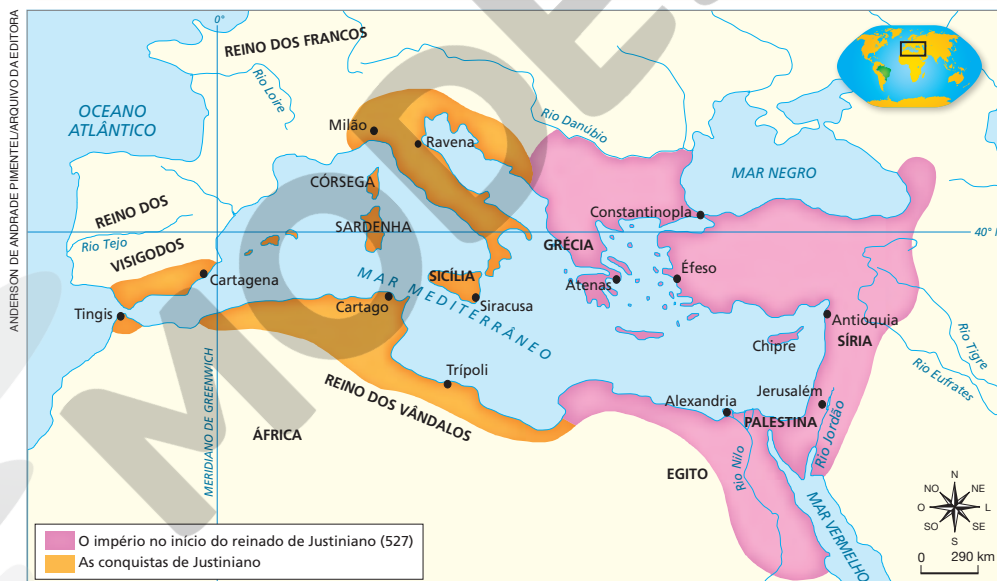 ANDERSON DE ANDRADE PIMENTEL/ARQUIVO DA EDITORA
0°
REINO DOS FRANCOS
Rio Loire
OCEANO
ATLÂNTICO
Milão
Ravena
Rio Danúbio
MAR NEGRO
CÓRSEGA
Constantinopla
SARDENHA
REINO DOS
VISIGODOS
Rio Tejo
GRÉCIA
40° N
Cartagena
SICÍLIA
Éfeso
Atenas
Tingis
Cartago
Siracusa
MAR MEDITERRÂNEO
Antioquia
SÍRIA
Chipre
Rio Tigre
Rio Eufrates
Trípoli
REINO DOS VÂNDALOS
Alexandria
Jerusalém
PALESTINA
Rio Jordão
MERIDIANO DE GREENWICH
ÁFRICA
EGITO
Rio Nilo
MAR VERMELHO
N
NO NE
O L
SO SE
S
0 290 km
O império no início do reinado de Justiniano (527)
As conquistas de Justiniano